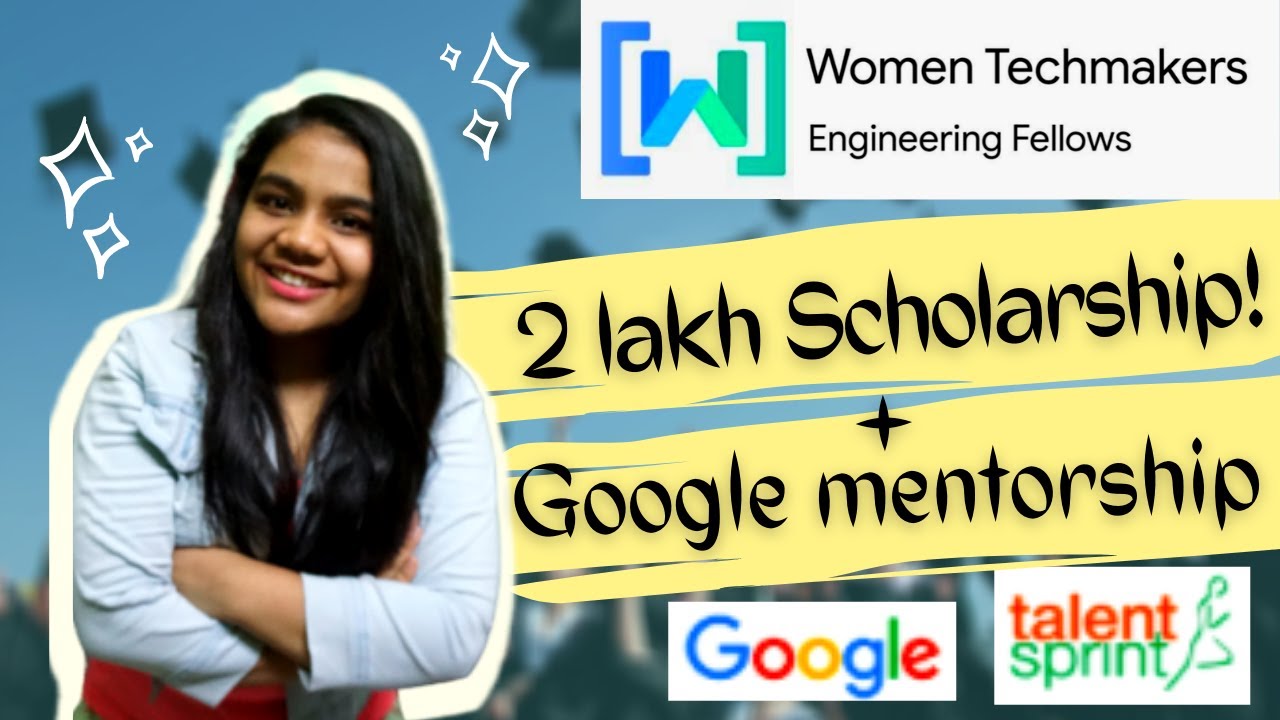 Women Techmakers
Engineering Fellows
2 lakh Scholarship!
+
Google mentorship
Google
talent
sprint